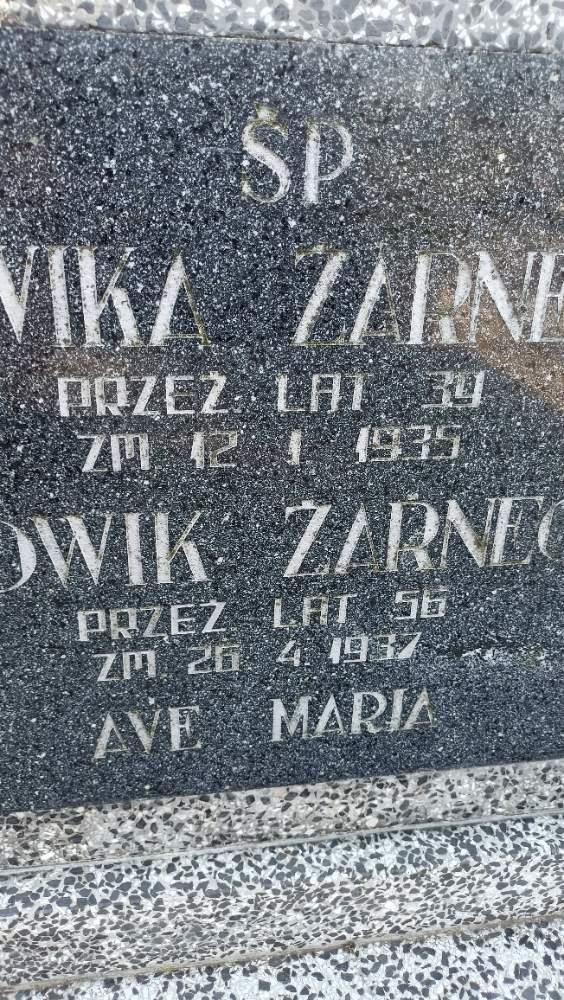 ŚP
WIKA ŻARNE
PRZEŻ. LAT 39
ZM. 12. 1. 1935
OWIK ŻARNEC
PRZEŻ LAT 56
ZM. 26. 4. 1937
AVE MARIA